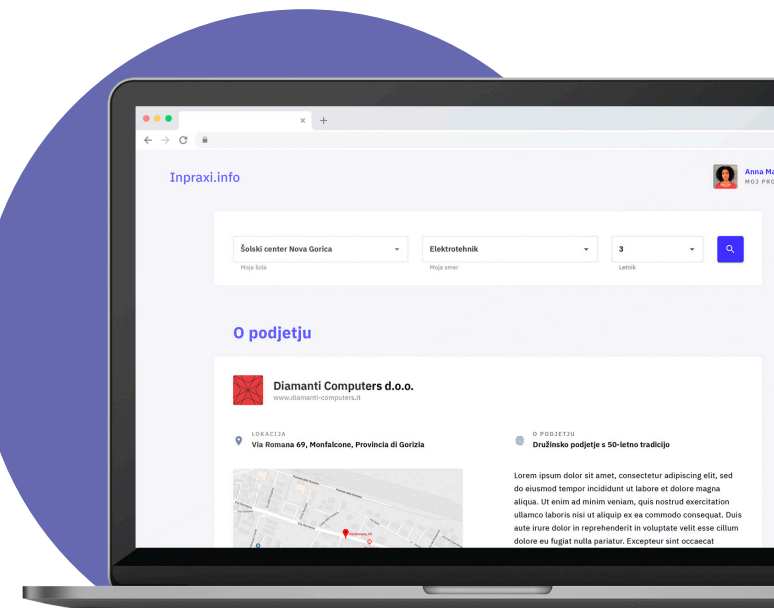 Inpraxi.info
Anna Ma
MOJ PRO
Šolski center Nova Gorica
Elektrotehnik
3
Moja šola
Moja smer
Letnik
O podjetju
Diamanti Computers d.o.o.
www.diamanti-computers.it
LOKACIJA
Via Romana 69, Monfalcone, Provincia di Gorizia
O PODJETJU
Družinsko podjetje s 50-letno tradicijo
Lorem ipsum dolor sit amet, consectetur adipiscing elit, sed
do eiusmod tempor incididunt ut labore et dolore magna
aliqua. Ut enim ad minim veniam, quis nostrud exercitation
ullamco laboris nisi ut aliquip ex ea commodo consequat. Duis
aute irure dolor in reprehenderit in voluptate velit esse cillum
dolore eu fugiat nulla pariatur. Excepteur sint occaecat